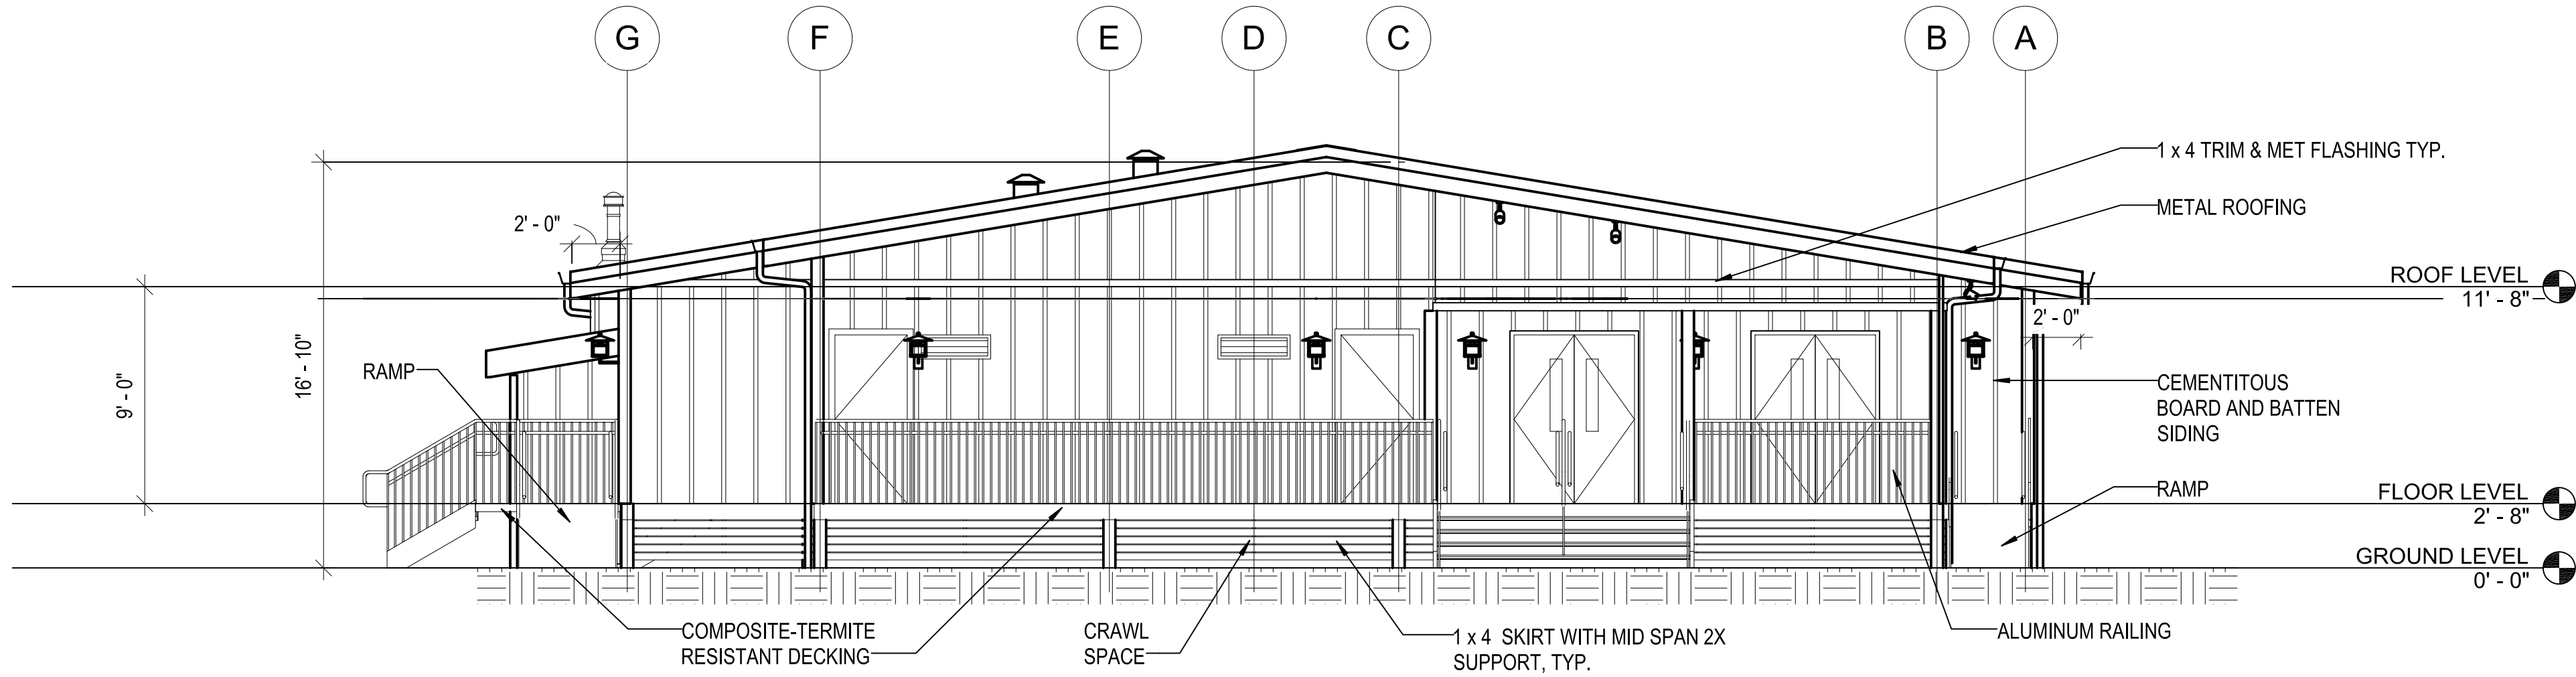 G
F
E
D
C
B
A
1 x 4 TRIM & MET FLASHING TYP.
METAL ROOFING
2' - 0"
ROOF LEVEL
11' - 8"
2' - 0"
16' - 10"
9' - 0"
RAMP
CEMENTITOUS
BOARD AND BATTEN
SIDING
RAMP
FLOOR LEVEL
2' - 8"
GROUND LEVEL
0' - 0"
COMPOSITE-TERMITE
RESISTANT DECKING
CRAWL
SPACE
1 x 4 SKIRT WITH MID SPAN 2X
SUPPORT, TYP.
ALUMINUM RAILING